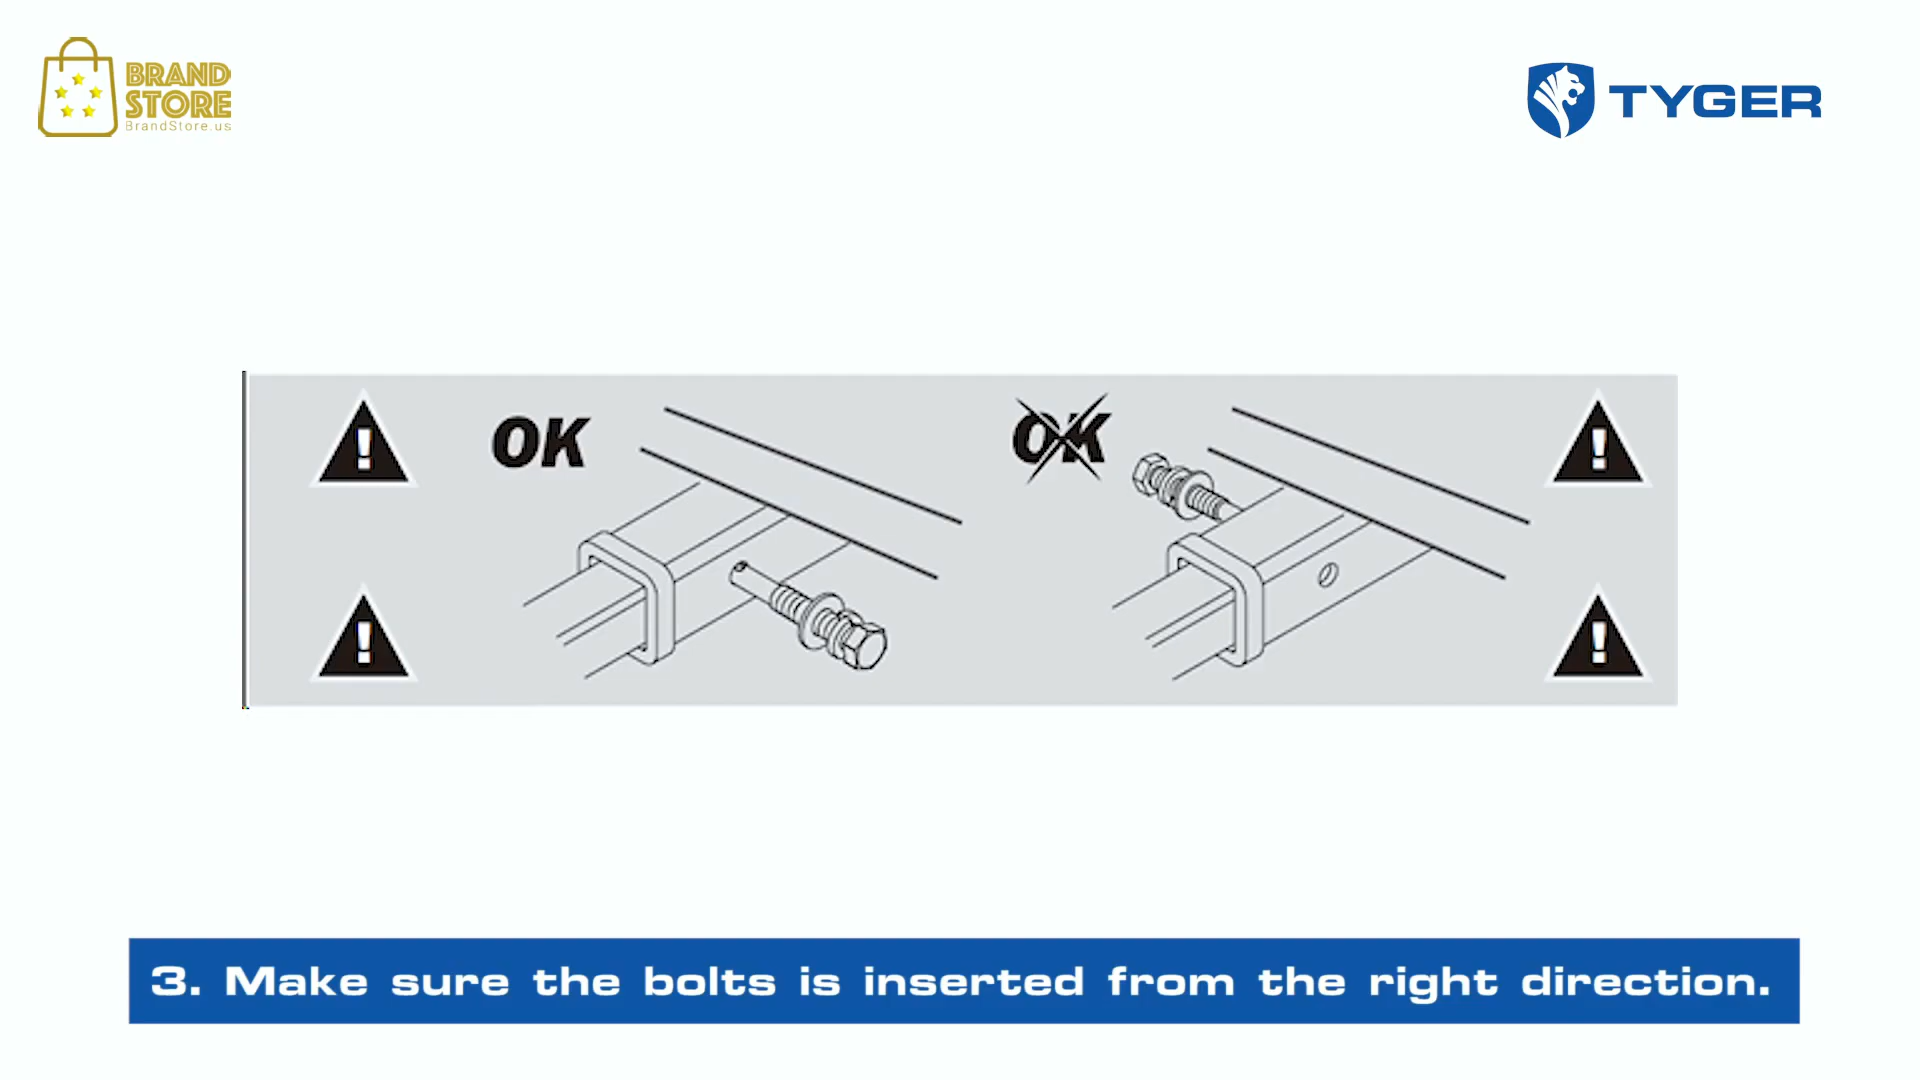 BRAND
STORE
BrandStore.us
TYGER
! OK OK !
! !
3. Make sure the bolts is inserted from the right direction.